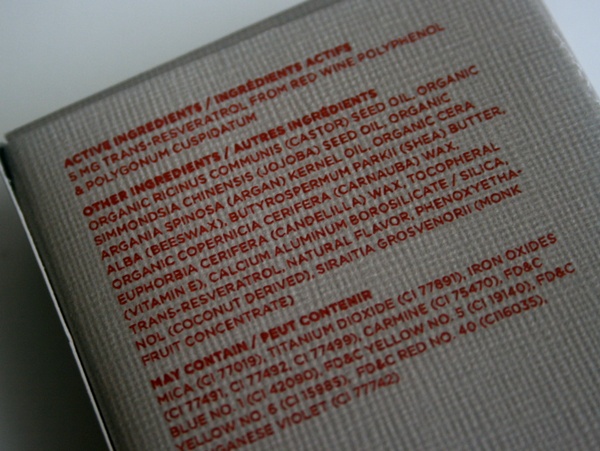 ACTIVE INGREDIENTS / INGRÉDIENTS ACTIFS
5 MG TRANS-RESVERATROL FROM RED WINE POLYPHENOL
& POLYGONUM CUSPIDATUM
OTHER INGREDIENTS / AUTRES INGRÉDIENTS
ORGANIC RICINUS COMMUNIS (CASTOR) SEED OIL, ORGANIC
SIMMONDSIA CHINENSIS (JOJOBA) SEED OIL, ORGANIC
ARGANIA SPINOSA (ARGAN) KERNEL OIL, ORGANIC CERA
ALBA (BEESWAX), BUTYROSPERMUM PARKII (SHEA) BUTTER,
ORGANIC COPERNICIA CERIFERA (CARNAUBA) WAX,
EUPHORBIA CERIFERA (CANDELILLA) WAX, TOCOPHERAL
(VITAMIN E), CALCIUM ALUMINUM BOROSILICATE / SILICA,
TRANS-RESVERATROL, NATURAL FLAVOR, PHENOXYETHA-
NOL (COCONUT DERIVED), SIRAITIA GROSVENORII (MONK
FRUIT CONCENTRATE)
MAY CONTAIN / PEUT CONTENIR
MICA (CI 77019), TITANIUM DIOXIDE (CI 77891), IRON OXIDES
(CI 77491, CI 77492, CI 77499), CARMINE (CI 75470), FD&C
BLUE NO. 1 (CI 42090), FD&C YELLOW NO. 5 (CI 19140), FD&C
YELLOW NO. 6 (CI 15985), FD&C RED NO. 40 (CI16035),
MANGANESE VIOLET (CI 77742)